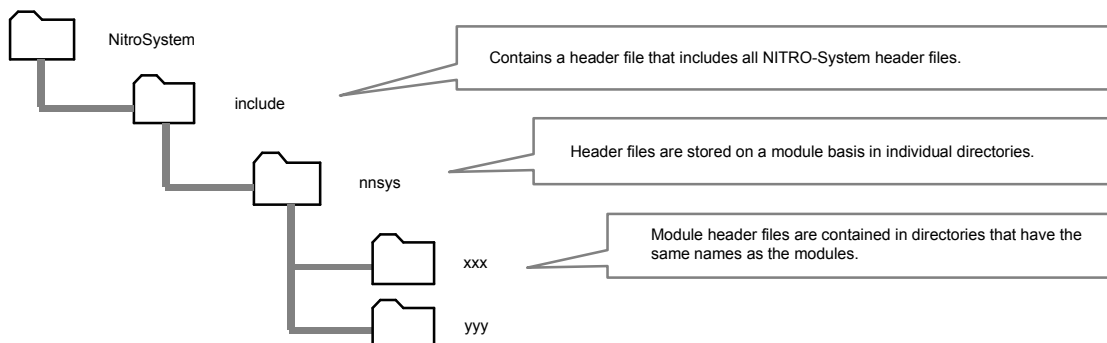 NitroSystem
Contains a header file that includes all NITRO-System header files.
include
Header files are stored on a module basis in individual directories.
nnsys
Module header files are contained in directories that have the
same names as the modules.
xxx
yyy